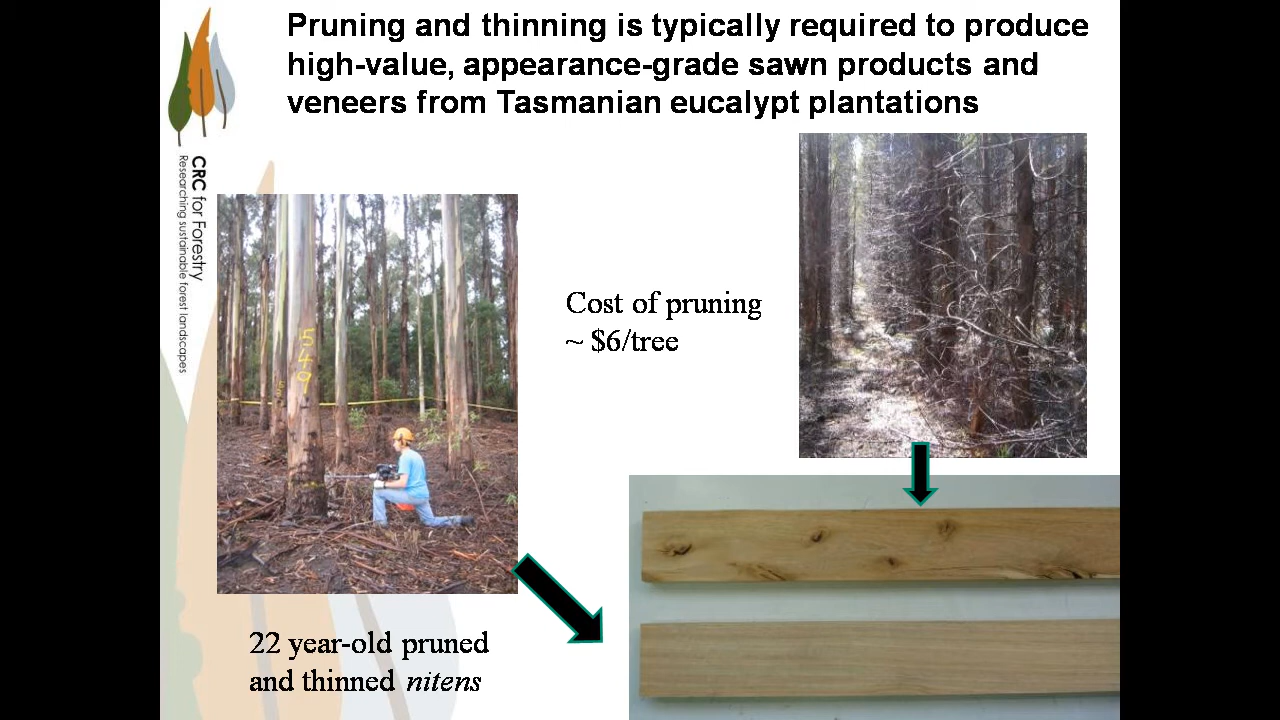 Pruning and thinning is typically required to produce
high-value, appearance-grade sawn products and
veneers from Tasmanian eucalypt plantations
CRC for Forestry
Researching sustainable forest landscapes
549
Cost of pruning
~ $6/tree
22 year-old pruned
and thinned nitens